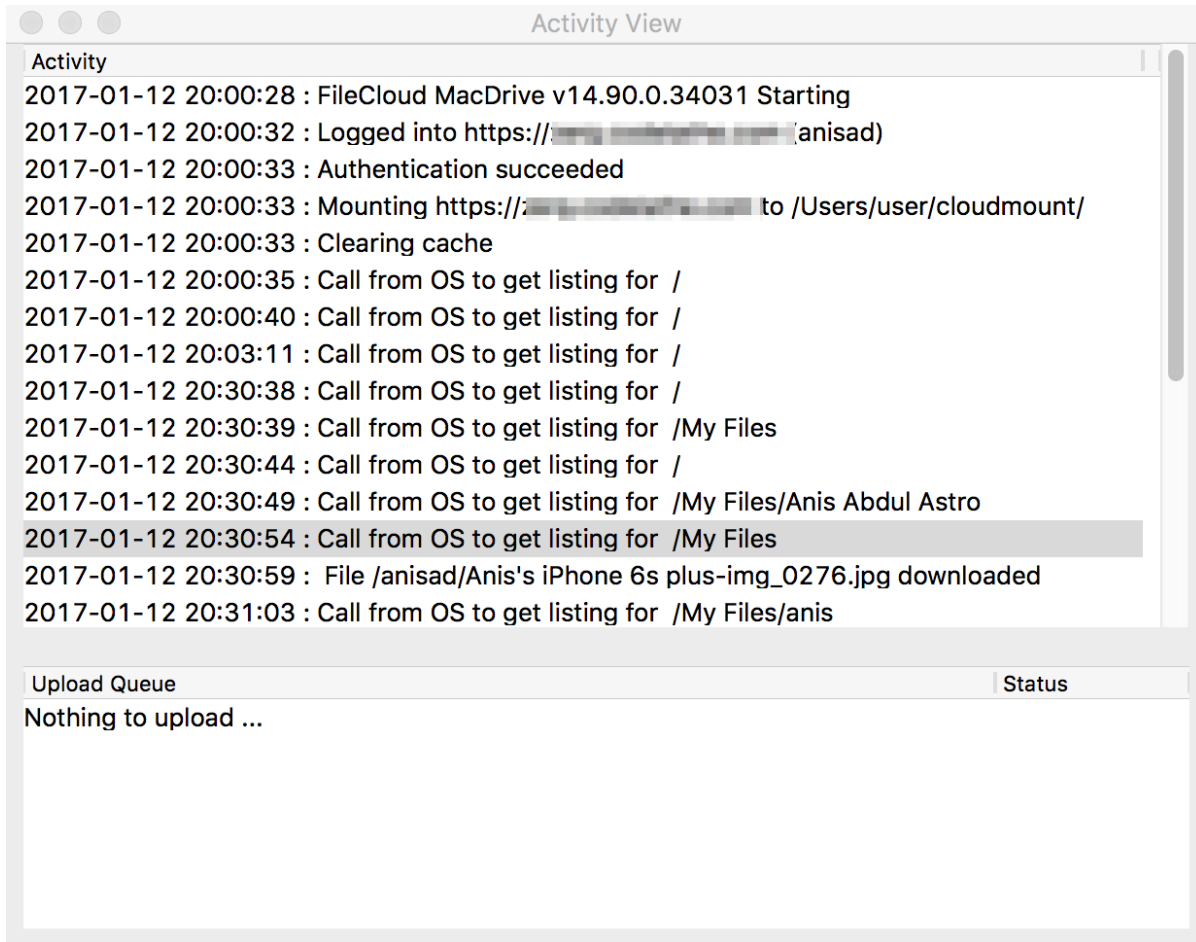 Activity View
Activity
2017-01-12 20:00:28 : FileCloud MacDrive v14.90.0.34031 Starting
2017-01-12 20:00:32 : Logged into https:// (anisad)
2017-01-12 20:00:33 : Authentication succeeded
2017-01-12 20:00:33 : Mounting https:// to /Users/user/cloudmount/
2017-01-12 20:00:33 : Clearing cache
2017-01-12 20:00:35 : Call from OS to get listing for  /
2017-01-12 20:00:40 : Call from OS to get listing for  /
2017-01-12 20:03:11 : Call from OS to get listing for  /
2017-01-12 20:30:38 : Call from OS to get listing for  /
2017-01-12 20:30:39 : Call from OS to get listing for  /My Files
2017-01-12 20:30:44 : Call from OS to get listing for  /
2017-01-12 20:30:49 : Call from OS to get listing for  /My Files/Anis Abdul Astro
2017-01-12 20:30:54 : Call from OS to get listing for  /My Files
2017-01-12 20:30:59 :  File /anisad/Anis's iPhone 6s plus-img_0276.jpg downloaded
2017-01-12 20:31:03 : Call from OS to get listing for  /My Files/anis
Upload Queue Status
Nothing to upload ...